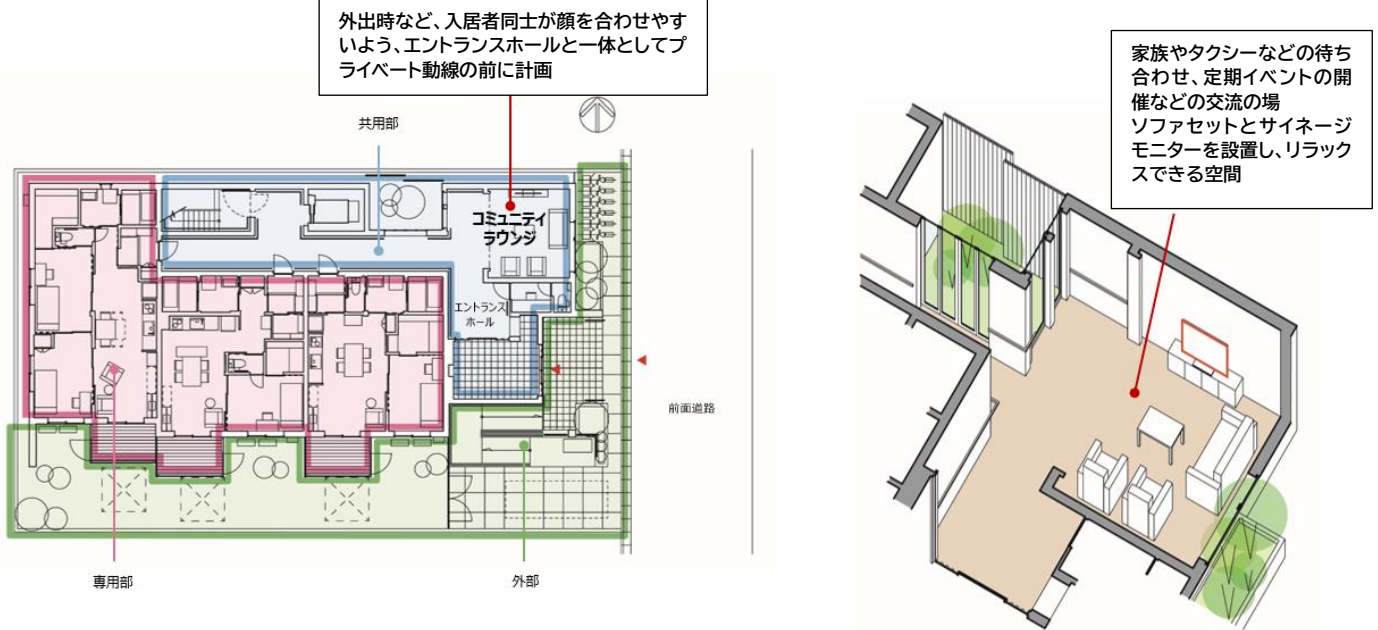 外出時など、入居者同士が顔を合わせやす
いよう、エントランスホールと一体としてプ
ライベート動線の前に計画
共用部
コミュニティ
ラウンジ
エントランス
ホール
前面道路
専用部
外部
家族やタクシーなどの待ち
合わせ、定期イベントの開
催などの交流の場
ソファセットとサイネージ
モニターを設置し、リラック
スできる空間